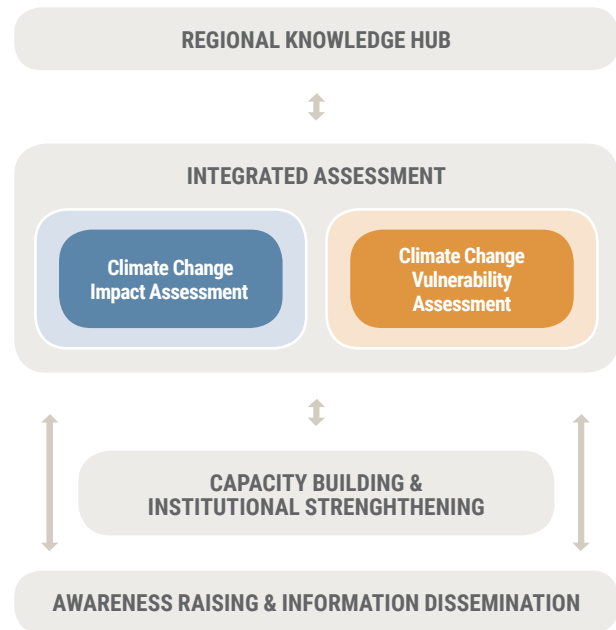 REGIONAL KNOWLEDGE HUB
INTEGRATED ASSESSMENT
Climate Change
Impact Assessment
Climate Change
Vulnerability
Assessment
CAPACITY BUILDING &
INSTITUTIONAL STRENGHTHENING
AWARENESS RAISING & INFORMATION DISSEMINATION